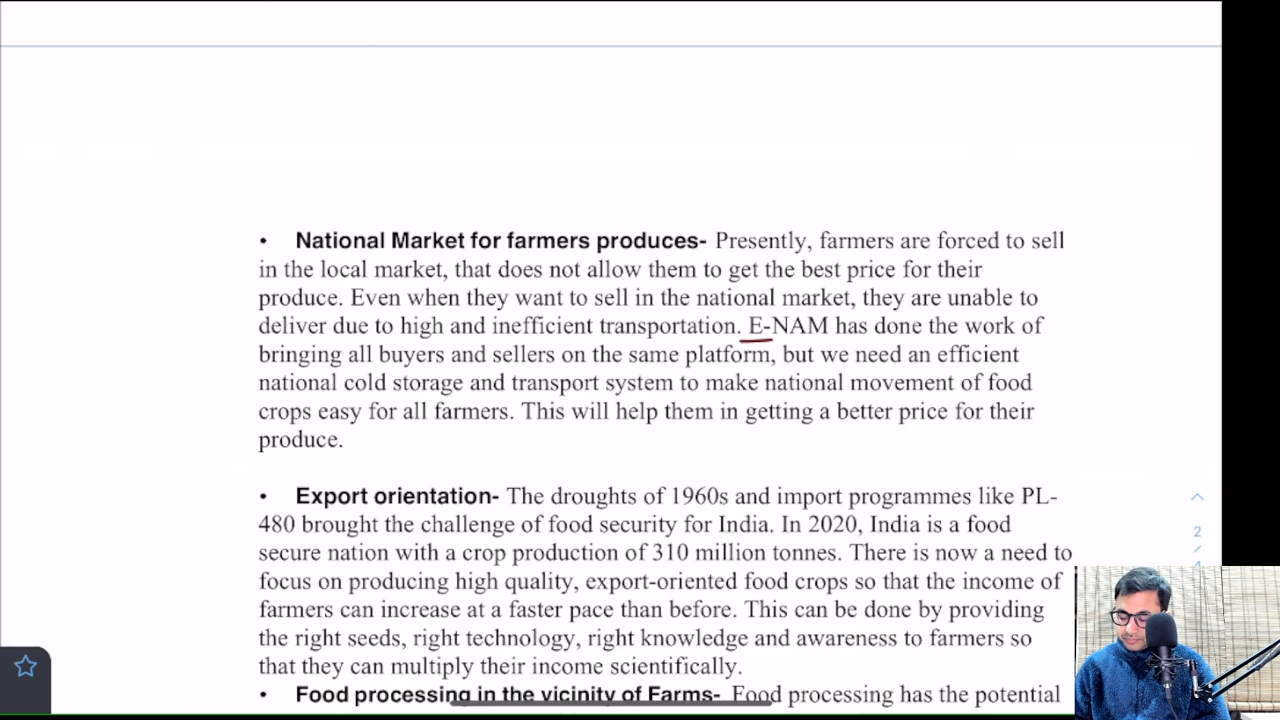 • National Market for farmers produces- Presently, farmers are forced to sell
in the local market, that does not allow them to get the best price for their
produce. Even when they want to sell in the national market, they are unable to
deliver due to high and inefficient transportation. E-NAM has done the work of
bringing all buyers and sellers on the same platform, but we need an efficient
national cold storage and transport system to make national movement of food
crops easy for all farmers. This will help them in getting a better price for their
produce.
• Export orientation- The droughts of 1960s and import programmes like PL-
480 brought the challenge of food security for India. In 2020, India is a food
secure nation with a crop production of 310 million tonnes. There is now a need to
focus on producing high quality, export-oriented food crops so that the income of
farmers can increase at a faster pace than before. This can be done by providing
the right seeds, right technology, right knowledge and awareness to farmers so
that they can multiply their income scientifically.
• Food processing in the vicinity of Farms- Food processing has the potential
2
/